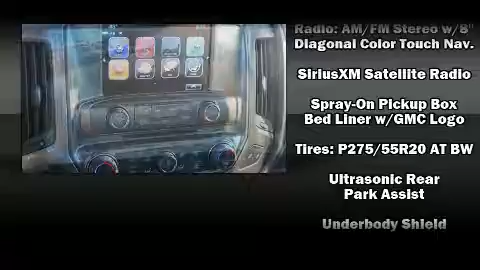 Radio: AM/FM Stereo w/8"
Diagonal Color Touch Nav.
SiriusXM Satellite Radio
Spray-On Pickup Box
Bed Liner w/GMC Logo
Tires: P275/55R20 AT BW
Ultrasonic Rear
Park Assist
Underbody Shield